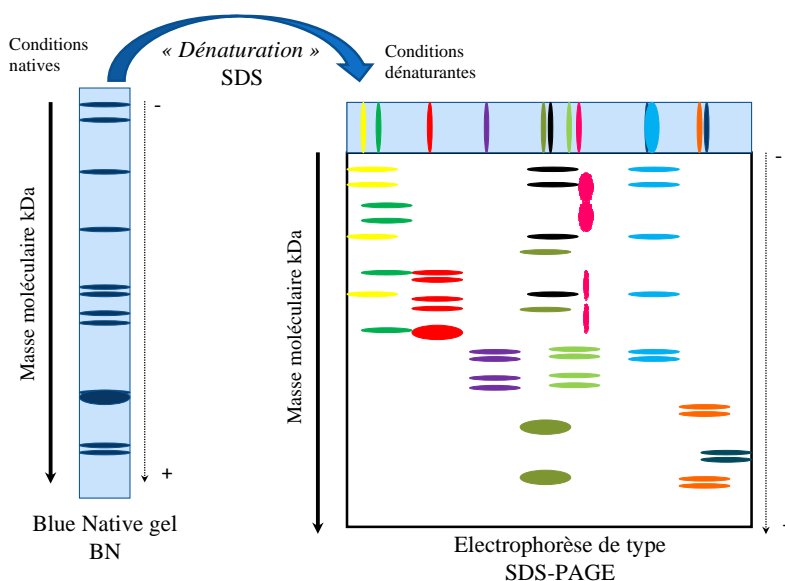 Conditions
natives
« Dénaturation »
SDS
Conditions
dénaturantes
-
+
Masse moléculaire kDa
Blue Native gel
BN
-
Masse moléculaire kDa
Electrophorèse de type
SDS-PAGE